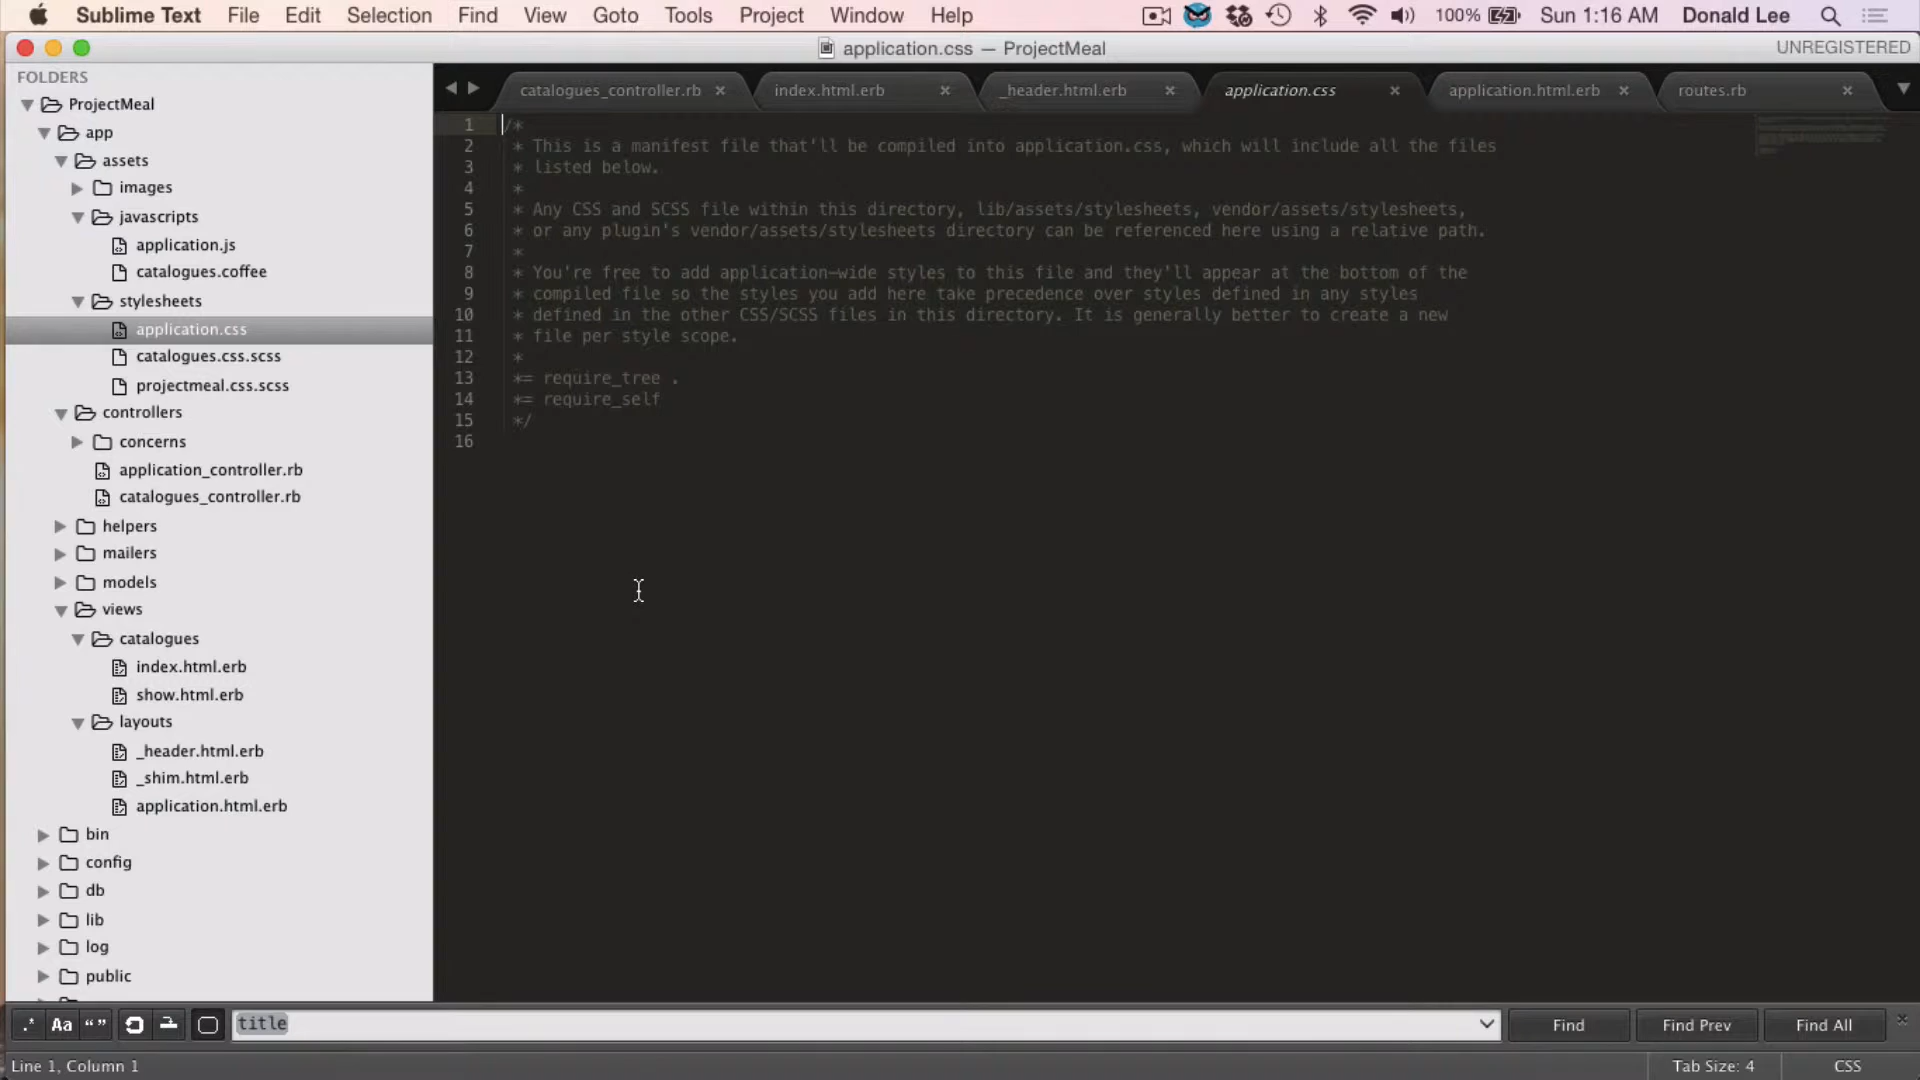 Sublime Text File Edit Selection Find View Goto Tools Project Window Help 100% Sun 1:16 AM Donald Lee
application.css — ProjectMeal UNREGISTERED
FOLDERS
ProjectMeal
app
assets
images
javascripts
application.js
catalogues.coffee
stylesheets
application.css
catalogues.css.scss
projectmeal.css.scss
controllers
concerns
application_controller.rb
catalogues_controller.rb
helpers
mailers
models
views
catalogues
index.html.erb
show.html.erb
layouts
_header.html.erb
_shim.html.erb
application.html.erb
bin
config
db
lib
log
public
catalogues_controller.rb × index.html.erb × _header.html.erb × application.css × application.html.erb × routes.rb ×
1 /*
2 * This is a manifest file that'll be compiled into application.css, which will include all the files
3 * listed below.
4 *
5 * Any CSS and SCSS file within this directory, lib/assets/stylesheets, vendor/assets/stylesheets,
6 * or any plugin's vendor/assets/stylesheets directory can be referenced here using a relative path.
7 *
8 * You're free to add application-wide styles to this file and they'll appear at the bottom of the
9 * compiled file so the styles you add here take precedence over styles defined in any styles
10 * defined in the other CSS/SCSS files in this directory. It is generally better to create a new
11 * file per style scope.
12 *
13 *= require_tree .
14 *= require_self
15 */
16
.* Aa “” title Find Find Prev Find All ×
Line 1, Column 1 Tab Size: 4 CSS